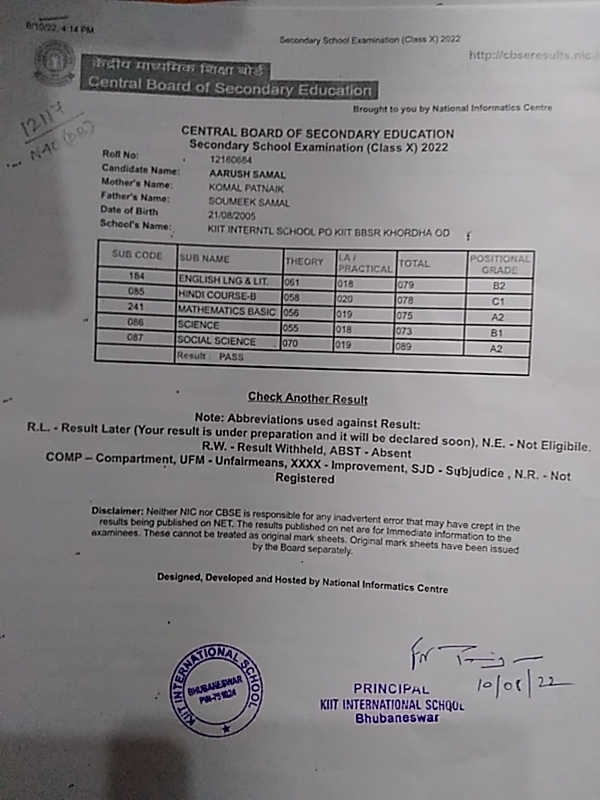 8/10/22, 4:14 PM
Secondary School Examination (Class X) 2022
http://cbseresults.nic.
केंद्रीय माध्यमिक शिक्षा बोर्ड
Central Board of Secondary Education
Brought to you by National Informatics Centre
12117
CENTRAL BOARD OF SECONDARY EDUCATION
Secondary School Examination (Class X) 2022
Roll No: 12160684
Candidate Name: AARUSH SAMAL
Mother's Name: KOMAL PATNAIK
Father's Name: SOUMEEK SAMAL
Date of Birth 21/08/2005
School's Name: KIIT INTERNTL SCHOOL PO KIIT BBSR KHORDHA OD
SUB CODE SUB NAME THEORY I.A / PRACTICAL TOTAL POSITIONAL GRADE
184 ENGLISH LNG & LIT. 061 018 079 B2
085 HINDI COURSE-B 058 020 078 C1
241 MATHEMATICS BASIC 056 019 075 A2
086 SCIENCE 055 018 073 B1
087 SOCIAL SCIENCE 070 019 089 A2
Result : PASS
Check Another Result
Note: Abbreviations used against Result:
R.L. - Result Later (Your result is under preparation and it will be declared soon), N.E. - Not Eligibile,
R.W. - Result Withheld, ABST - Absent
COMP – Compartment, UFM - Unfairmeans, XXXX - Improvement, SJD - Subjudice , N.R. - Not
Registered
Disclaimer: Neither NIC nor CBSE is responsible for any inadvertent error that may have crept in the
results being published on NET. The results published on net are for Immediate information to the
examinees. These cannot be treated as original mark sheets. Original mark sheets have been issued
by the Board separately.
Designed, Developed and Hosted by National Informatics Centre
KIIT INTERNATIONAL SCHOOL
BHUBANESWAR
PIN-751024
10/08/22
PRINCIPAL
KIIT INTERNATIONAL SCHOOL
Bhubaneswar